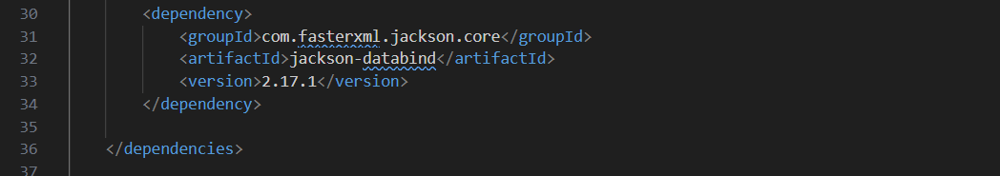 30 <dependency>
31 <groupId>com.fasterxml.jackson.core</groupId>
32 <artifactId>jackson-databind</artifactId>
33 <version>2.17.1</version>
34 </dependency>
35
36 </dependencies>
37